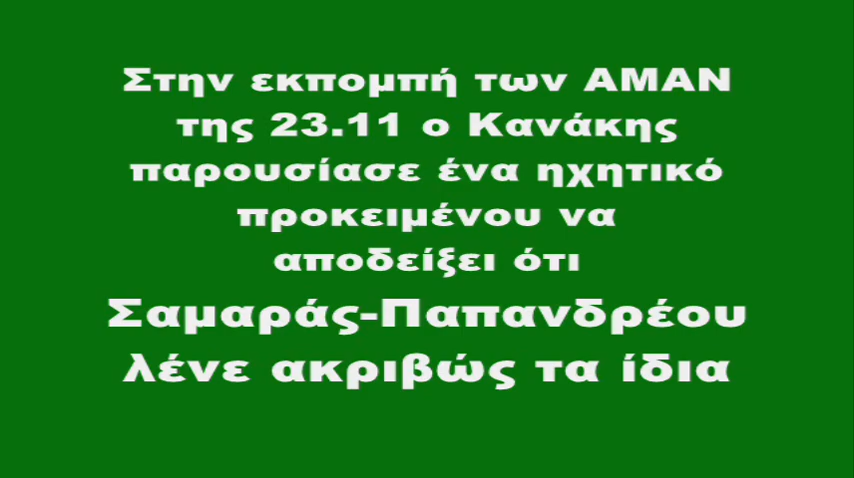 Στην εκπομπή των ΑΜΑΝ
της 23.11 ο Κανάκης
παρουσίασε ένα ηχητικό
προκειμένου να
αποδείξει ότι
Σαμαράς-Παπανδρέου
λένε ακριβώς τα ίδια